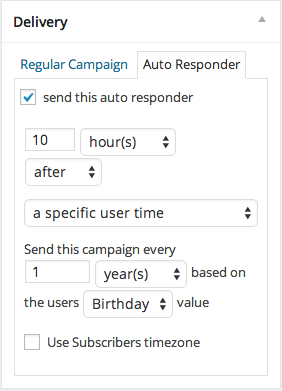 Delivery
Regular Campaign Auto Responder
send this auto responder
10 hour(s)
after
a specific user time
Send this campaign every
1 year(s) based on
the users Birthday value
Use Subscribers timezone